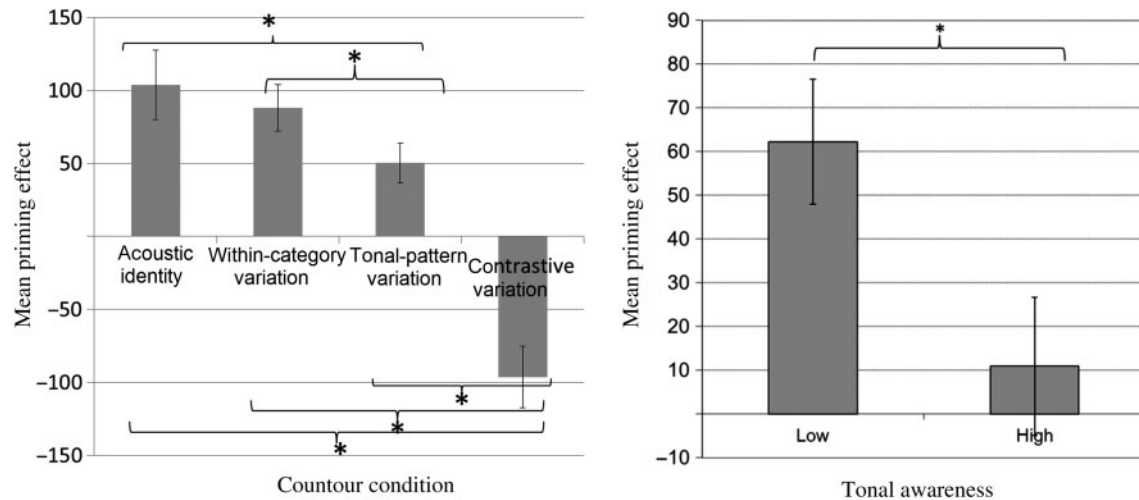 150
100
50
−50
−100
−150
Mean priming effect
*
*
Acoustic
identity
Within-category
variation
Tonal-pattern
variation
Contrastive
variation
*
*
*
Countour condition
90
80
70
60
50
40
30
20
10
−10
Mean priming effect
*
Low
High
Tonal awareness